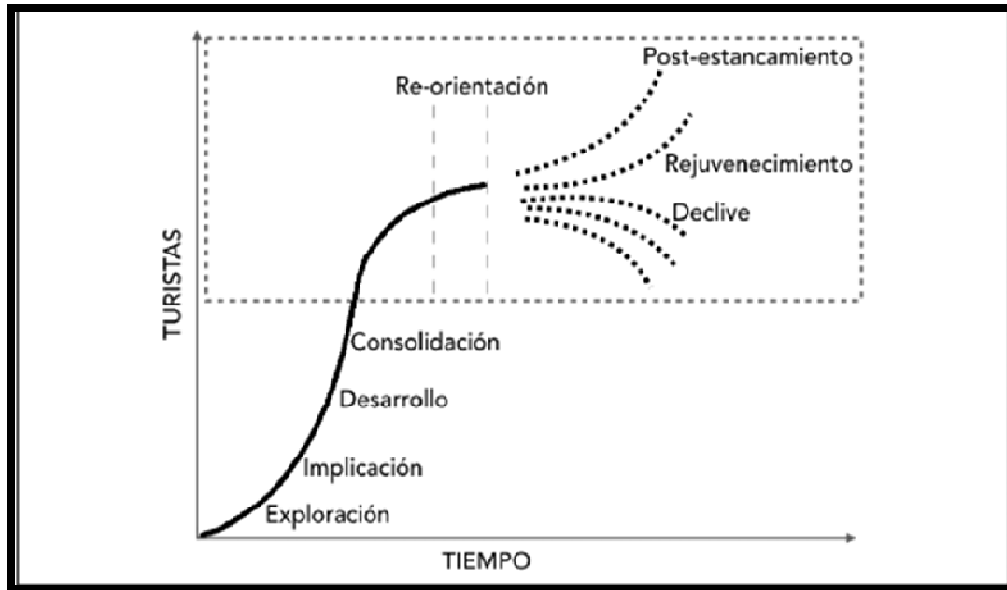 Post-estancamiento
Re-orientación
Rejuvenecimiento
Declive
TURISTAS
Consolidación
Desarrollo
Implicación
Exploración
TIEMPO